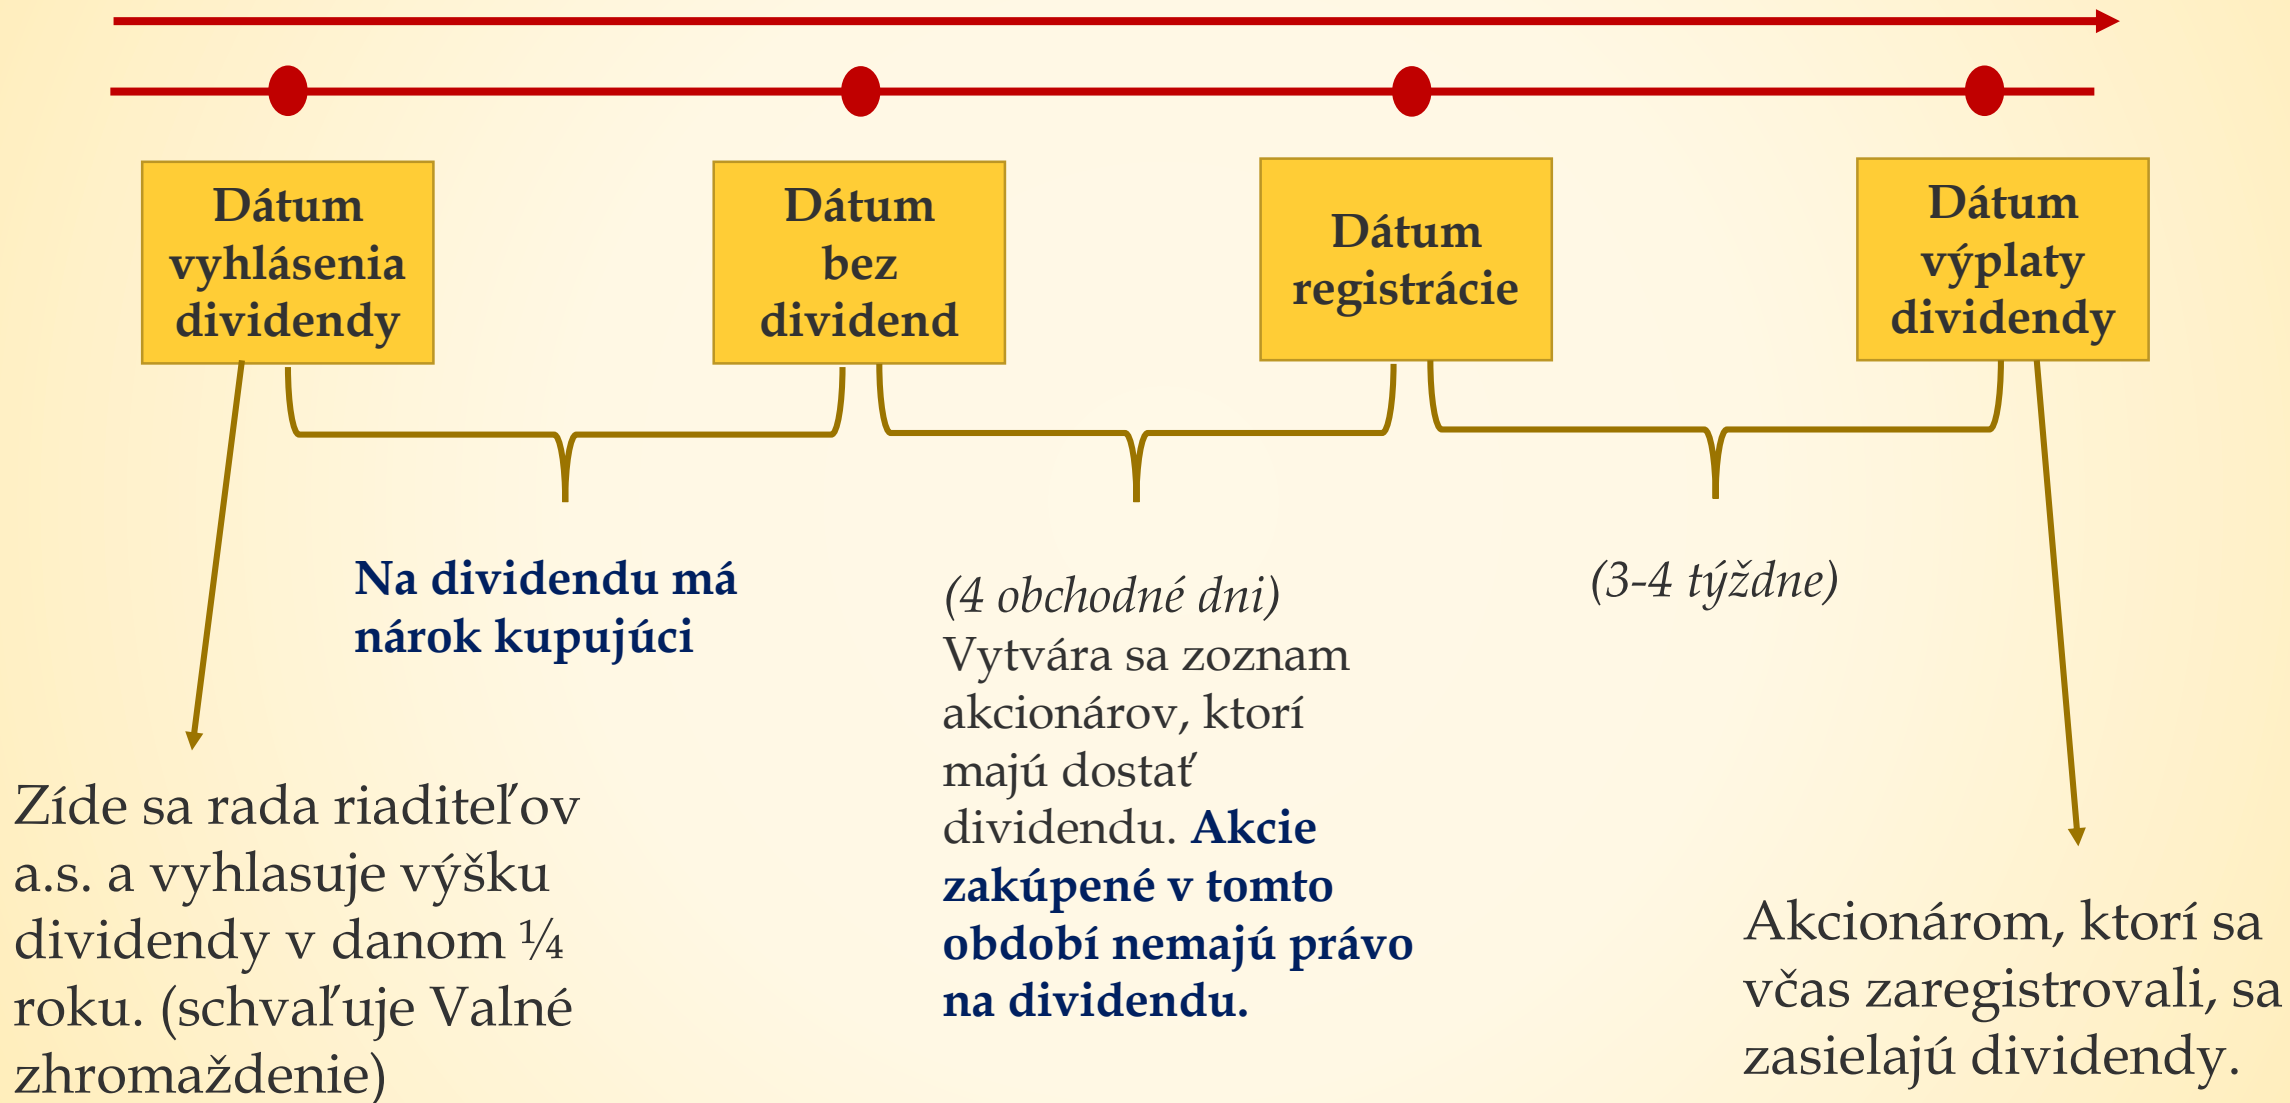 Dátum
vyhlásenia
dividendy
Dátum
bez
dividend
Dátum
registrácie
Dátum
výplaty
dividendy
Na dividendu má
nárok kupujúci
(4 obchodné dni)
Vytvára sa zoznam
akcionárov, ktorí
majú dostať
dividendu. Akcie
zakúpené v tomto
období nemajú právo
na dividendu.
(3-4 týždne)
Zíde sa rada riaditeľov
a.s. a vyhlasuje výšku
dividendy v danom ¼
roku. (schvaľuje Valné
zhromaždenie)
Akcionárom, ktorí sa
včas zaregistrovali, sa
zasielajú dividendy.